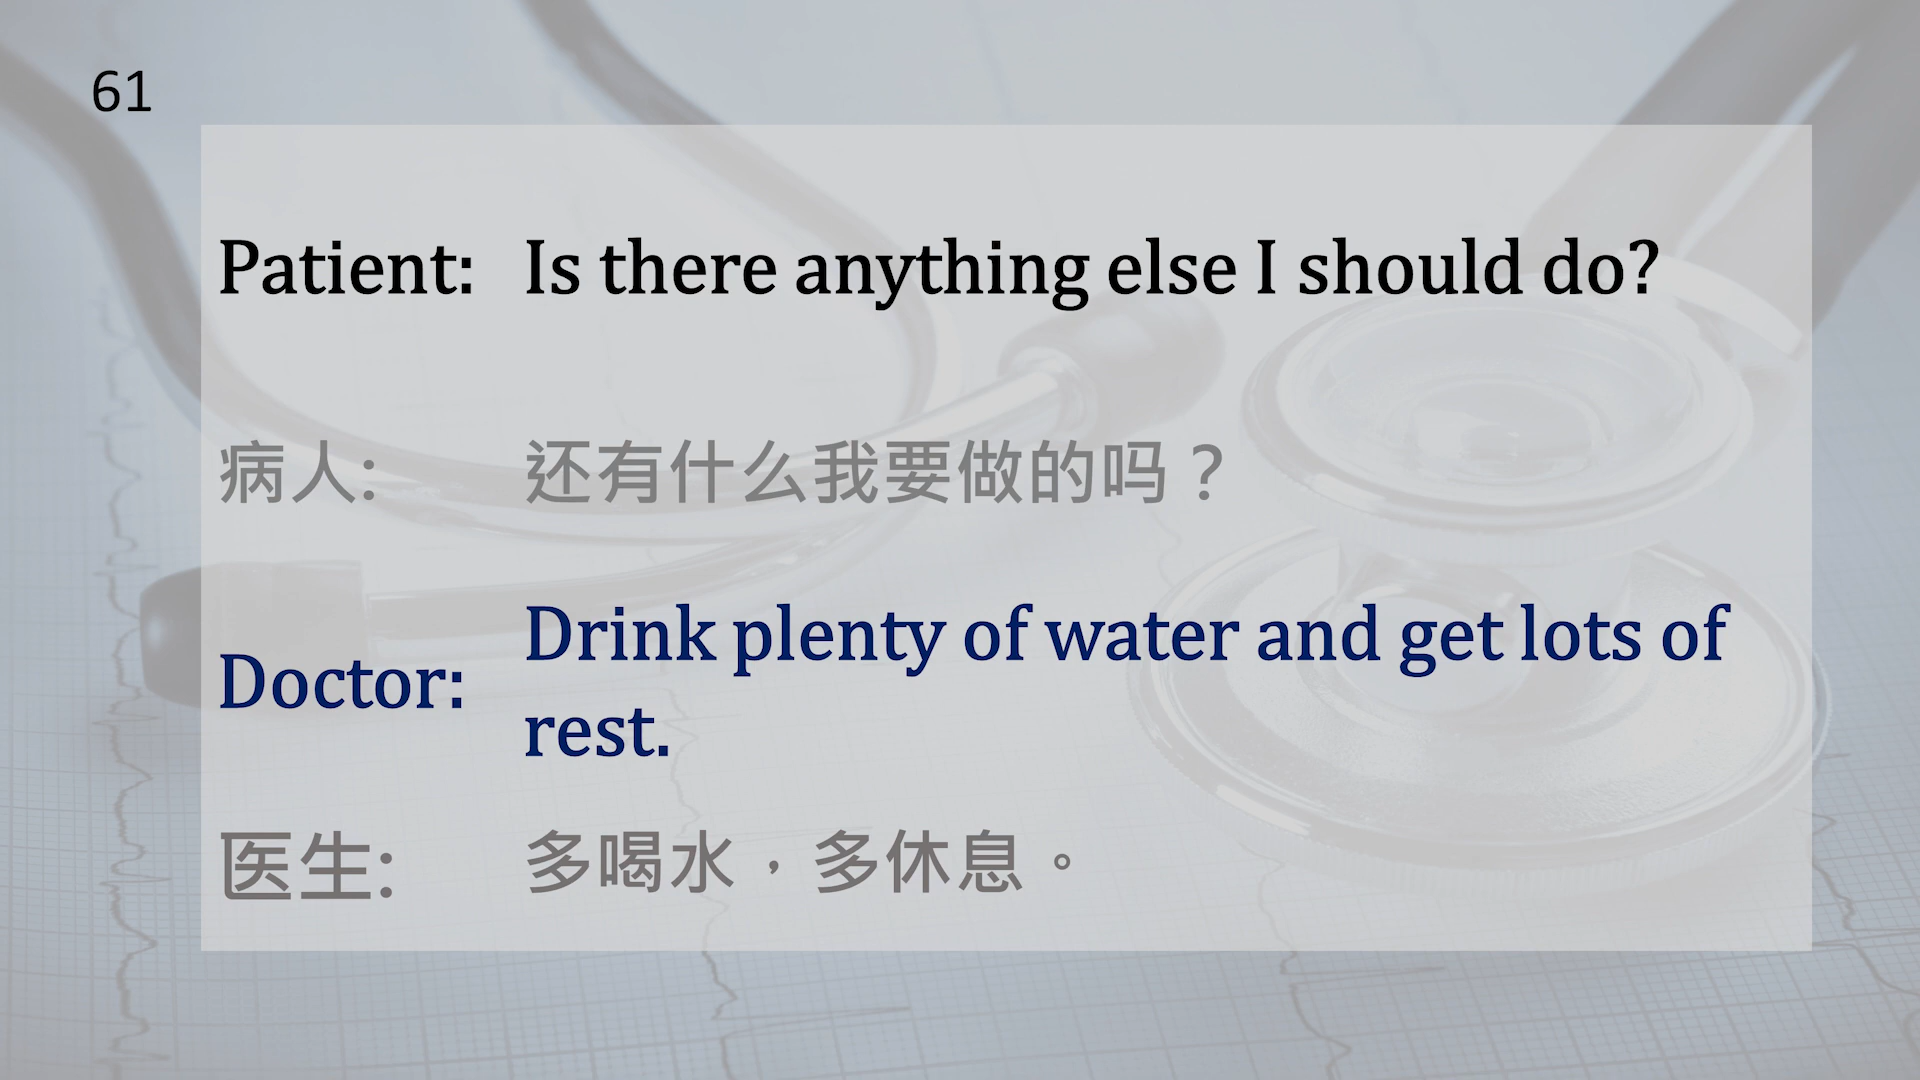 61
Patient: Is there anything else I should do?
病人: 还有什么我要做的吗？
Doctor: Drink plenty of water and get lots of
rest.
医生: 多喝水，多休息。